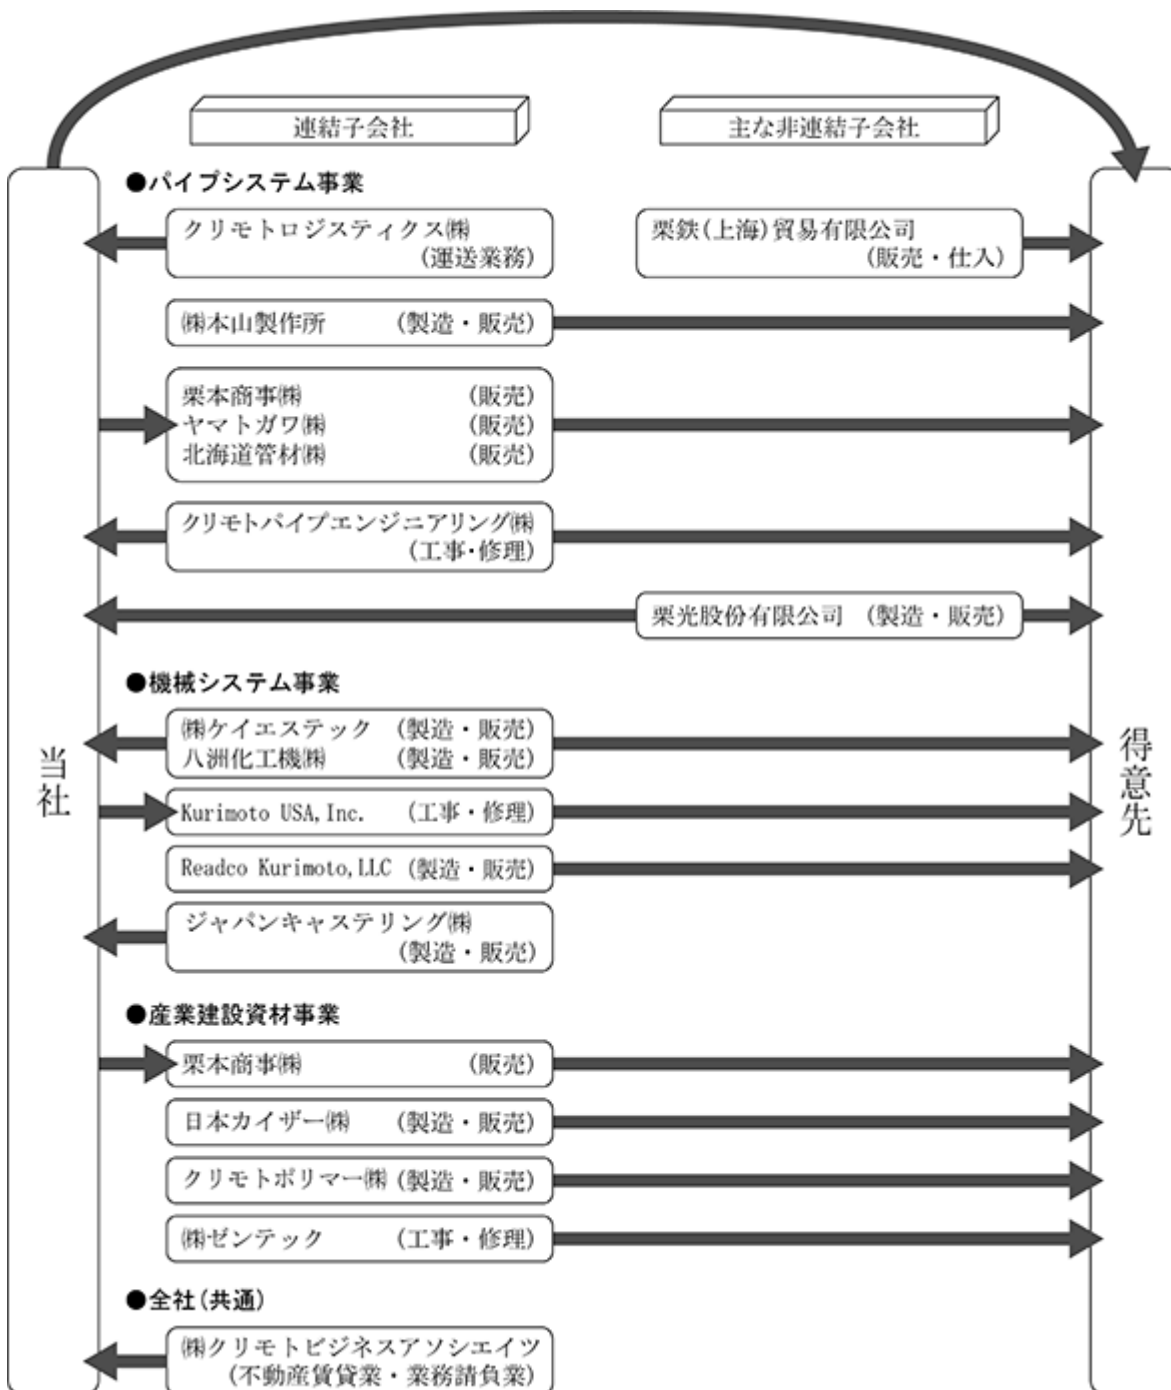 連結子会社
主な非連結子会社
●パイプシステム事業
クリモトロジスティクス㈱
(運送業務)
栗鉄(上海)貿易有限公司
(販売・仕入)
㈱本山製作所 (製造・販売)
栗本商事㈱ (販売)
ヤマトガワ㈱ (販売)
北海道管材㈱ (販売)
クリモトパイプエンジニアリング㈱
(工事・修理)
栗光股份有限公司 (製造・販売)
●機械システム事業
㈱ケイエステック (製造・販売)
八洲化工機㈱ (製造・販売)
Kurimoto USA,Inc. (工事・修理)
Readco Kurimoto,LLC (製造・販売)
ジャパンキャステリング㈱
(製造・販売)
●産業建設資材事業
栗本商事㈱ (販売)
日本カイザー㈱ (製造・販売)
クリモトポリマー㈱ (製造・販売)
㈱ゼンテック (工事・修理)
●全社(共通)
㈱クリモトビジネスアソシエイツ
(不動産賃貸業・業務請負業)
当社
得意先